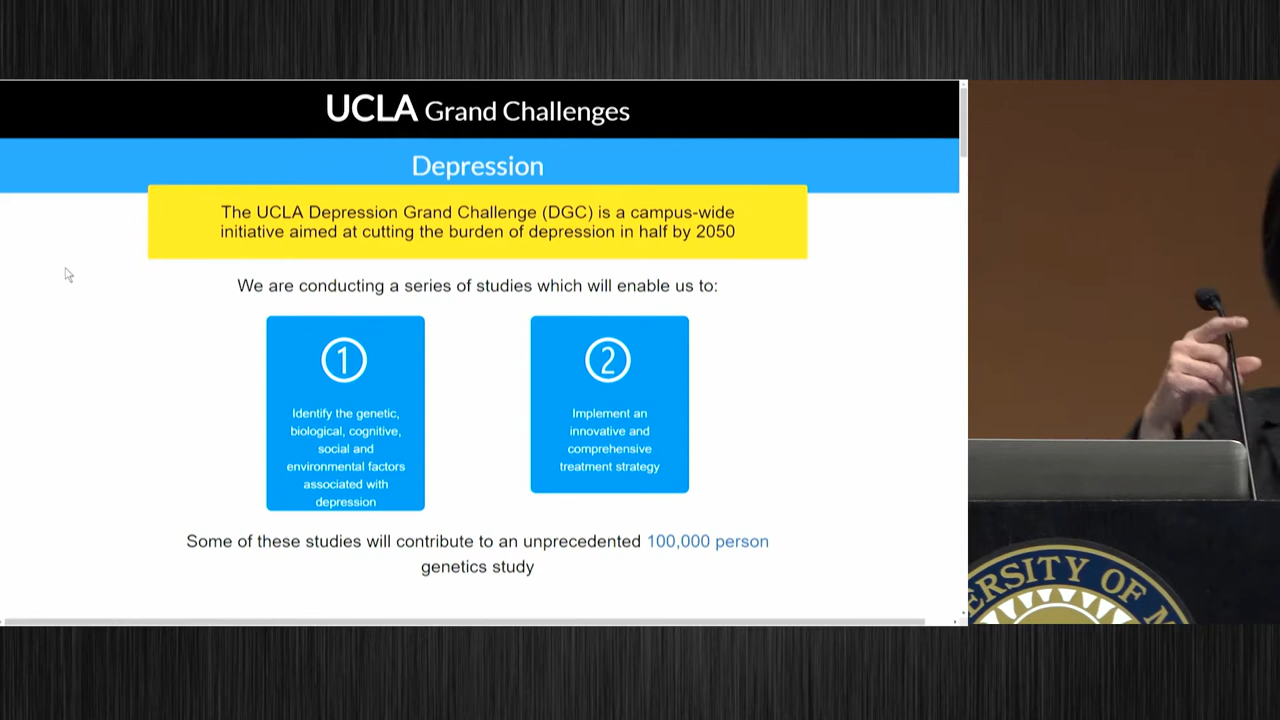 UCLA Grand Challenges
Depression
The UCLA Depression Grand Challenge (DGC) is a campus-wide
initiative aimed at cutting the burden of depression in half by 2050
We are conducting a series of studies which will enable us to:
1
Identify the genetic,
biological, cognitive,
social and
environmental factors
associated with
depression
2
Implement an
innovative and
comprehensive
treatment strategy
Some of these studies will contribute to an unprecedented 100,000 person
genetics study
ERSITY OF M